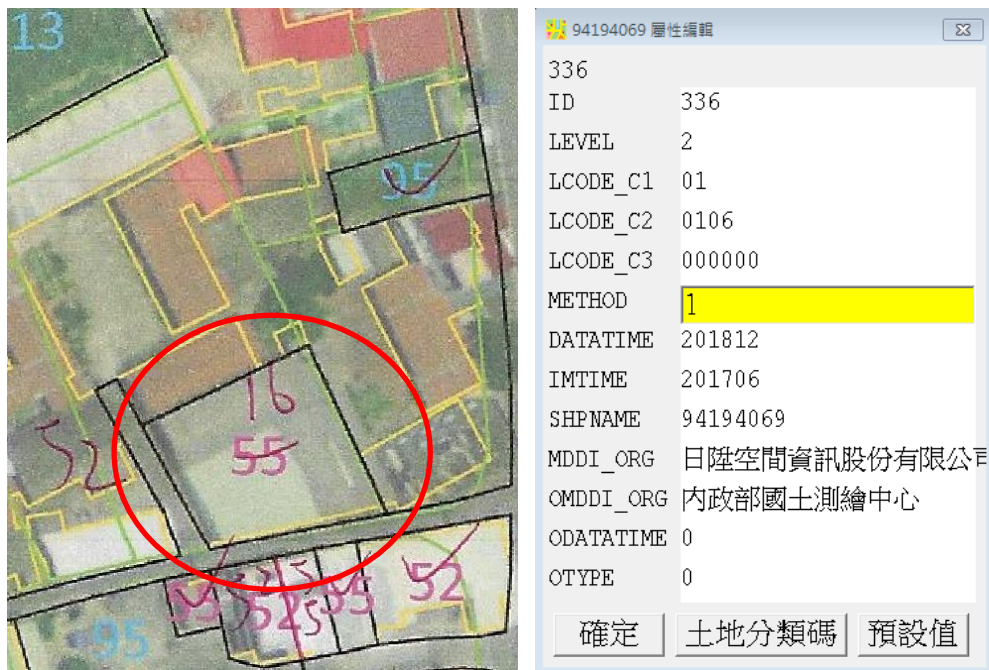 13
95
16
55
52
55
52
55
52
95
94194069 屬性編輯
336
ID 336
LEVEL 2
LCODE_C1 01
LCODE_C2 0106
LCODE_C3 000000
METHOD 1
DATATIME 201812
IMTIME 201706
SHPNAME 94194069
MDDI_ORG 日陞空間資訊股份有限公
OMDDI_ORG 內政部國土測繪中心
ODATATIME 0
OTYPE 0
確定 土地分類碼 預設值